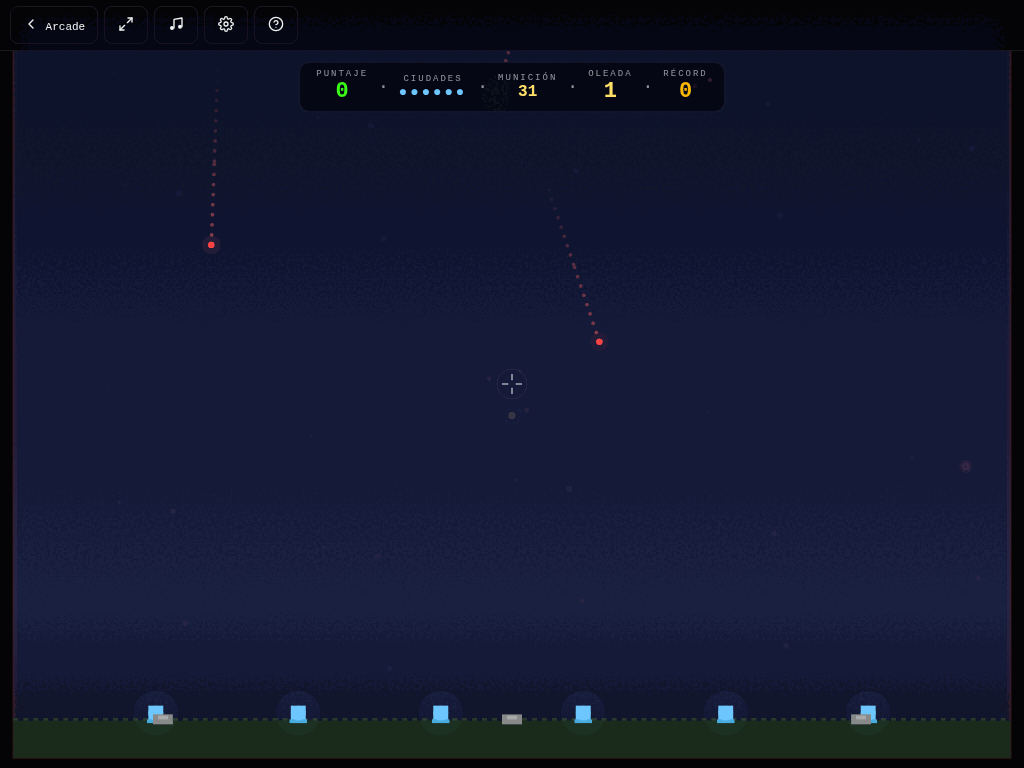 Arcade
PUNTAJE
0
CIUDADES
MUNICIÓN
31
OLEADA
1
RÉCORD
0